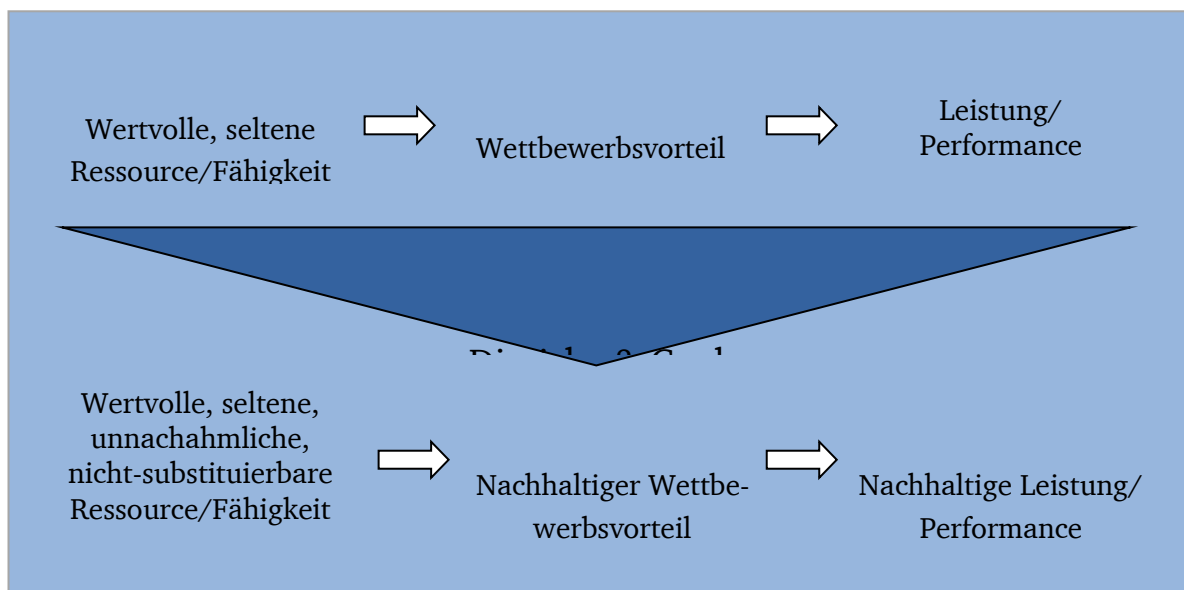 Wertvolle, seltene
Ressource/Fähigkeit
Wettbewerbsvorteil
Leistung/
Performance
Wertvolle, seltene,
unnachahmliche,
nicht-substituierbare
Ressource/Fähigkeit
Nachhaltiger Wettbe-
werbsvorteil
Nachhaltige Leistung/
Performance